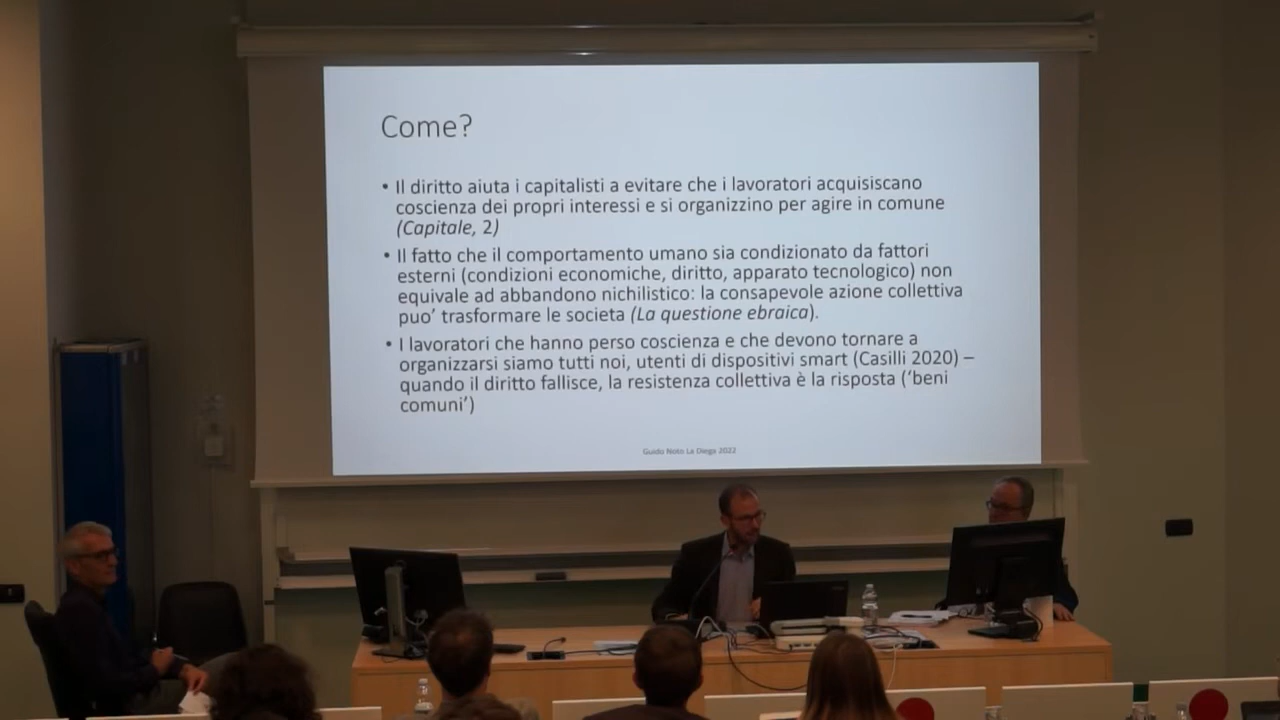 Come?
• Il diritto aiuta i capitalisti a evitare che i lavoratori acquisiscano
coscienza dei propri interessi e si organizzino per agire in comune
(Capitale, 2)
• Il fatto che il comportamento umano sia condizionato da fattori
esterni (condizioni economiche, diritto, apparato tecnologico) non
equivale ad abbandono nichilistico: la consapevole azione collettiva
puo’ trasformare le societa (La questione ebraica).
• I lavoratori che hanno perso coscienza e che devono tornare a
organizzarsi siamo tutti noi, utenti di dispositivi smart (Casilli 2020) –
quando il diritto fallisce, la resistenza collettiva è la risposta (‘beni
comuni’)
Guido Noto La Diega 2022